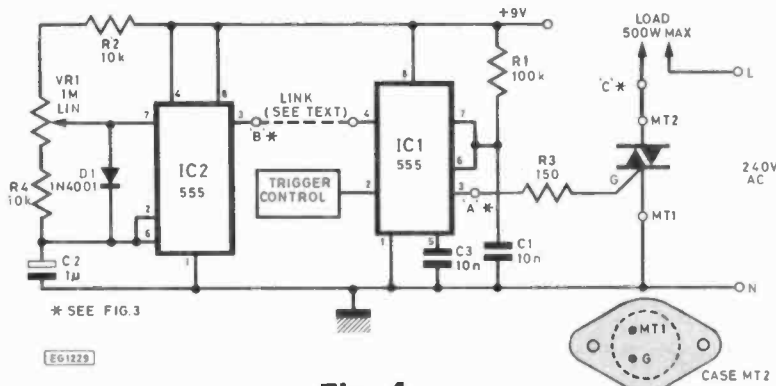 +9V
R2
10k
VR1
1M
LIN
R4
10k
D1
1N4001
C2
1µ
* SEE FIG.3
EG1229
4
8
7
3
2
6
1
IC2
555
LINK
(SEE TEXT)
'B'*
TRIGGER
CONTROL
4
8
7
6
2
3
1
5
IC1
555
'A'*
R1
100k
R3
150
C3
10n
C1
10n
LOAD
500W MAX
'C'*
MT2
G
MT1
L
240V
AC
N
MT1
G
CASE MT2